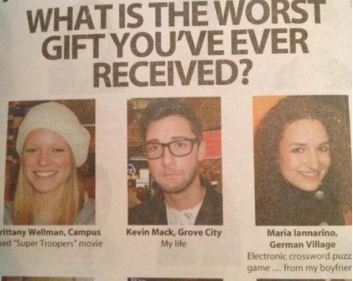 WHAT IS THE WORST
GIFT YOU'VE EVER
RECEIVED?
rittany Wellman, Campus
sed "Super Troopers" movie
Kevin Mack, Grove City
My life
Maria Iannarino,
German Village
Electronic crossword puzz
game ... from my boyfrien